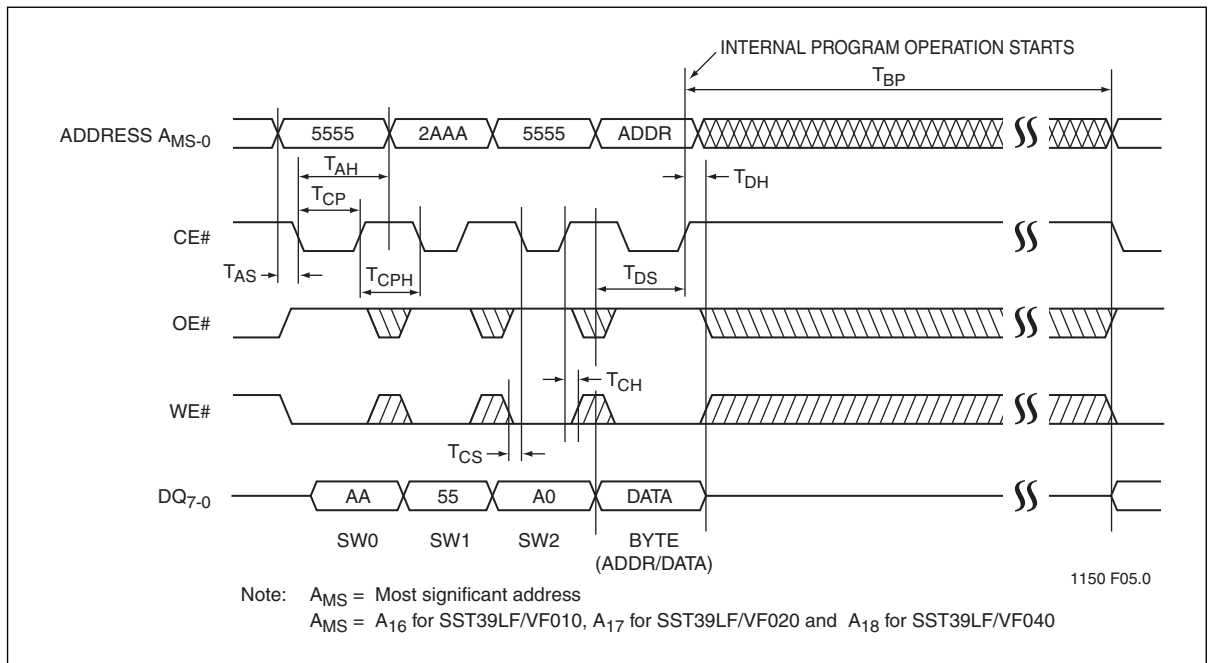 INTERNAL PROGRAM OPERATION STARTS
TBP
ADDRESS AMS-0
5555
2AAA
5555
ADDR
TAH
TDH
TCP
CE#
TAS
TCPH
TDS
OE#
TCH
WE#
TCS
DQ7-0
AA
55
A0
DATA
SW0
SW1
SW2
BYTE
(ADDR/DATA)
1150 F05.0
Note: AMS = Most significant address
AMS = A16 for SST39LF/VF010, A17 for SST39LF/VF020 and A18 for SST39LF/VF040